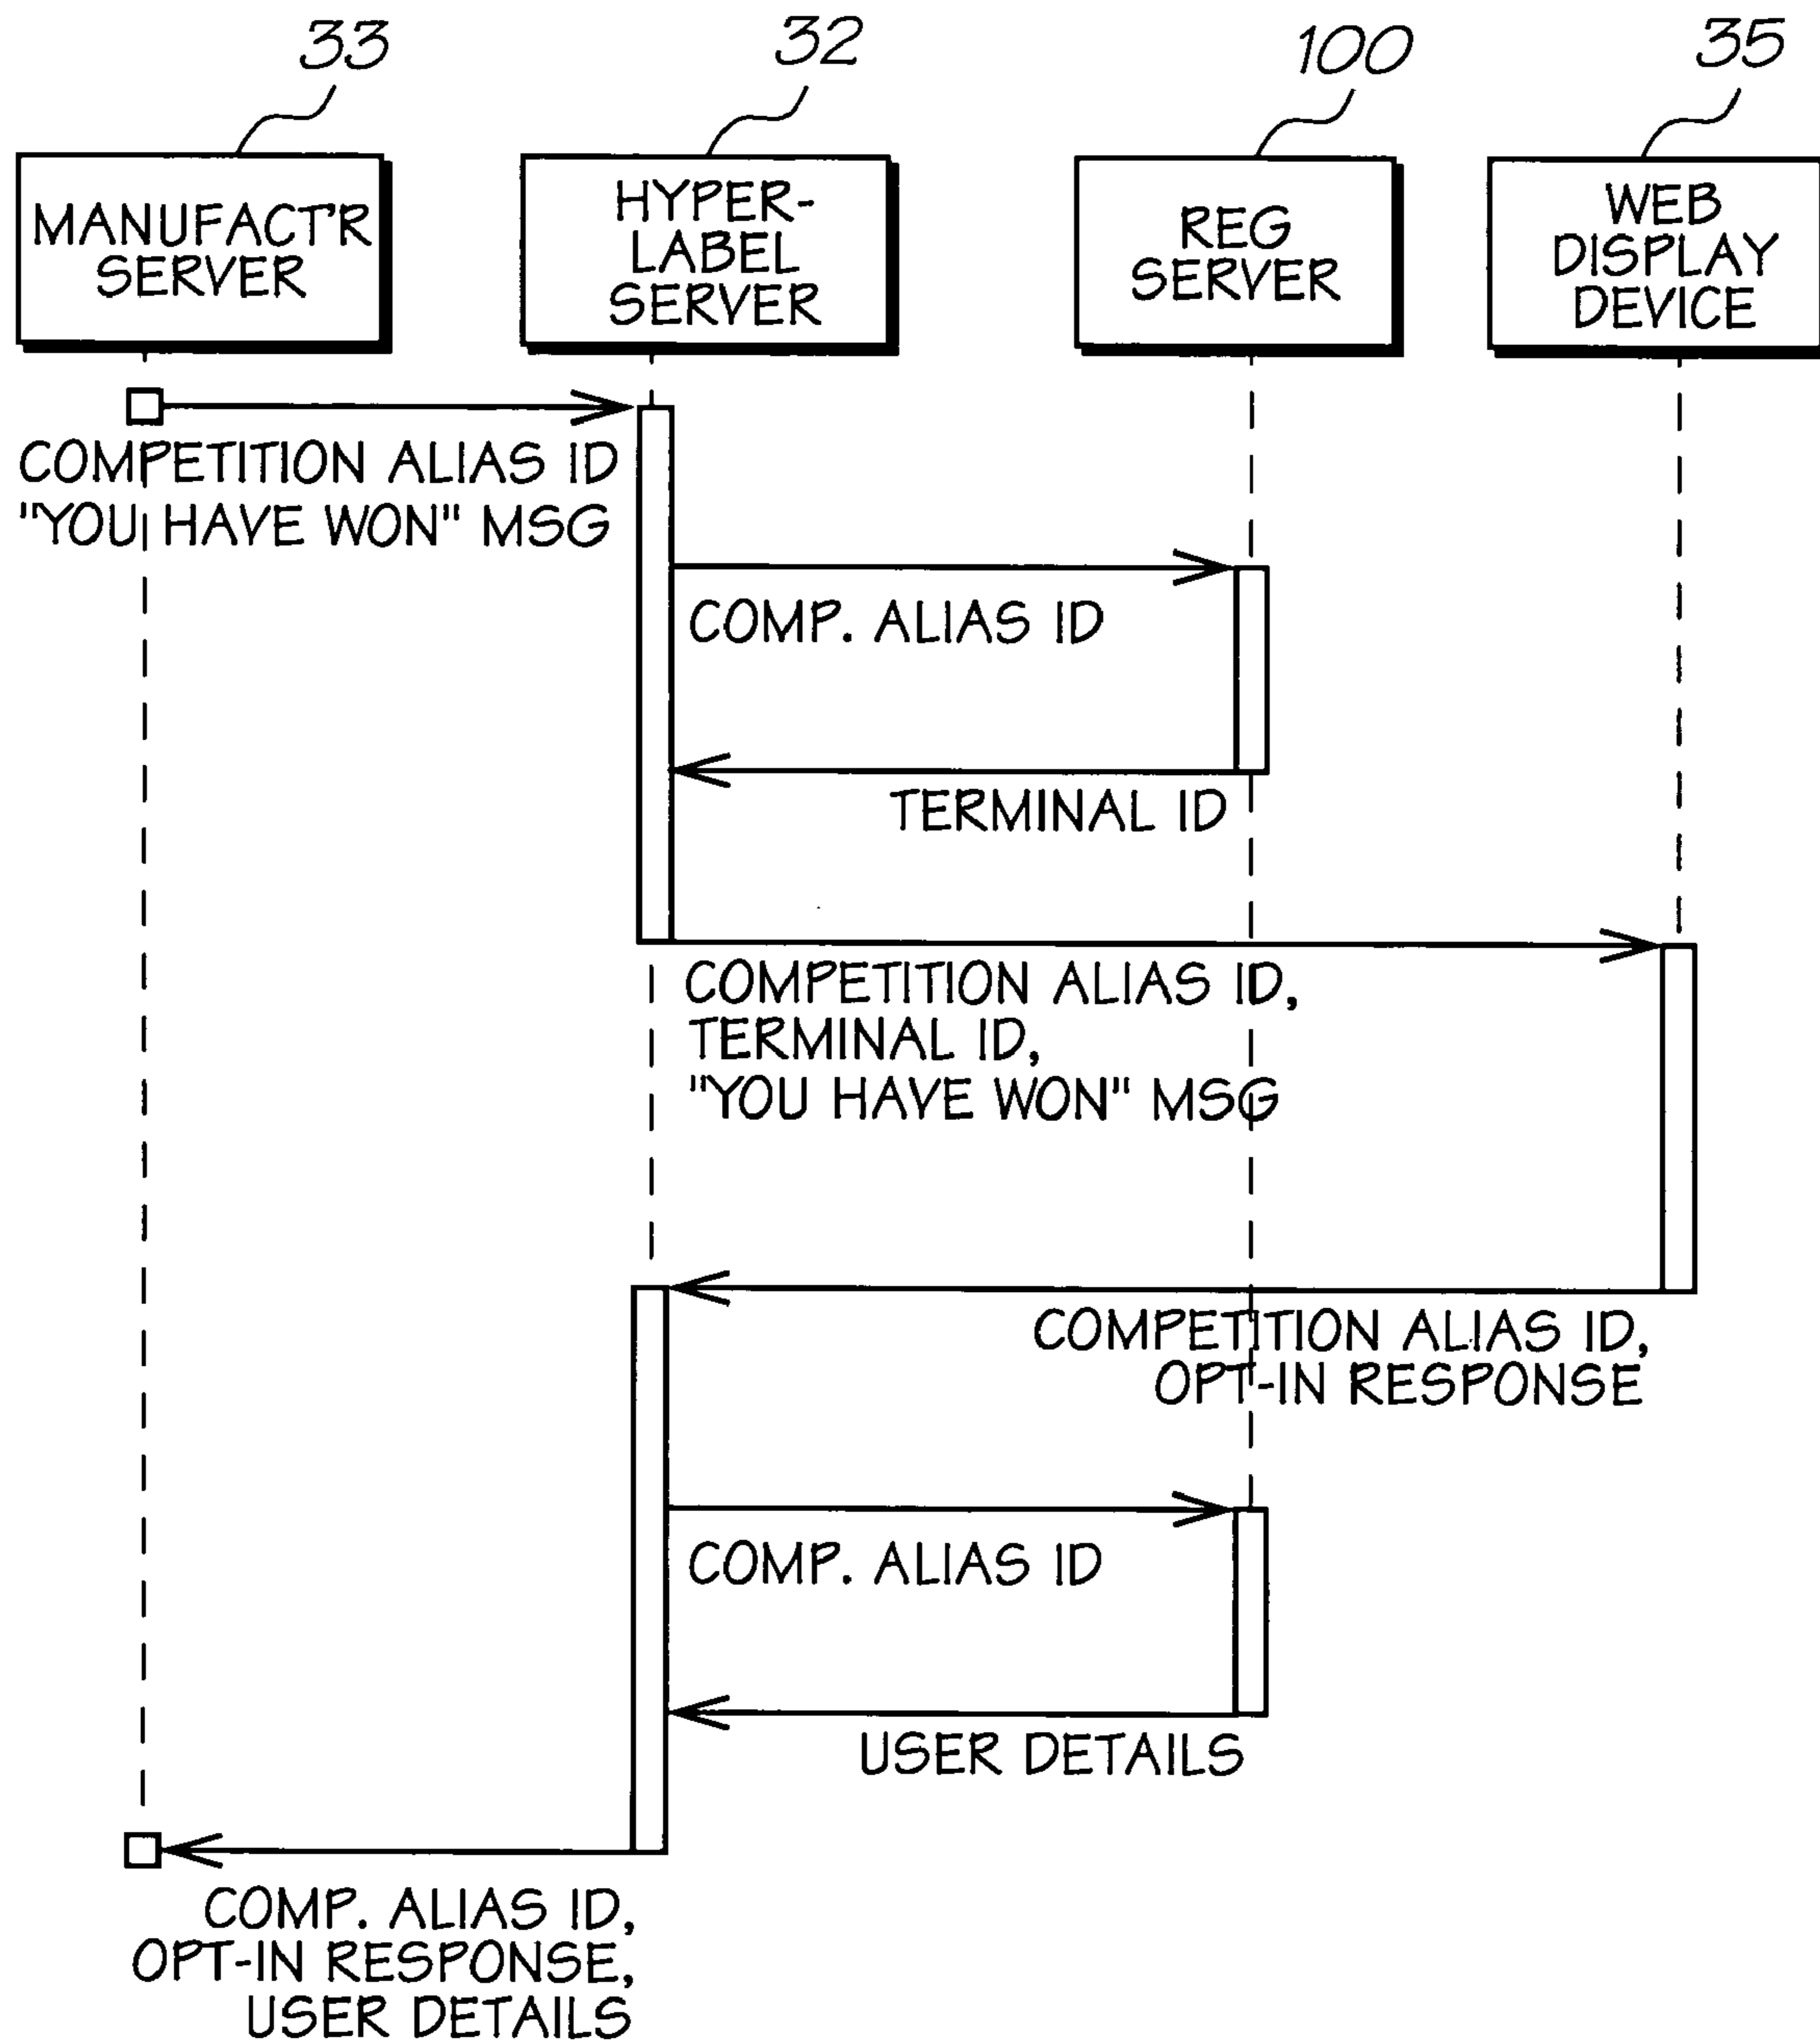 33
32
100
35
MANUFACT'R
SERVER
HYPER-
LABEL
SERVER
REG
SERVER
WEB
DISPLAY
DEVICE
COMPETITION ALIAS ID
"YOU HAVE WON" MSG
COMP. ALIAS ID
TERMINAL ID
COMPETITION ALIAS ID,
TERMINAL ID,
"YOU HAVE WON" MSG
COMPETITION ALIAS ID,
OPT-IN RESPONSE
COMP. ALIAS ID
USER DETAILS
COMP. ALIAS ID,
OPT-IN RESPONSE,
USER DETAILS